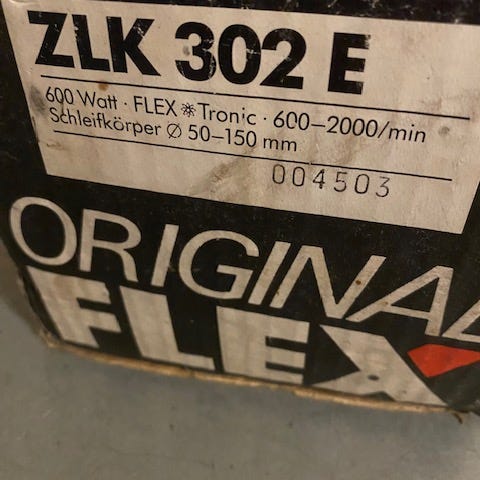 ZLK 302 E
600 Watt · FLEX✳Tronic · 600–2000/min
Schleifkörper Ø 50–150 mm
004503
ORIGINAL
FLEX